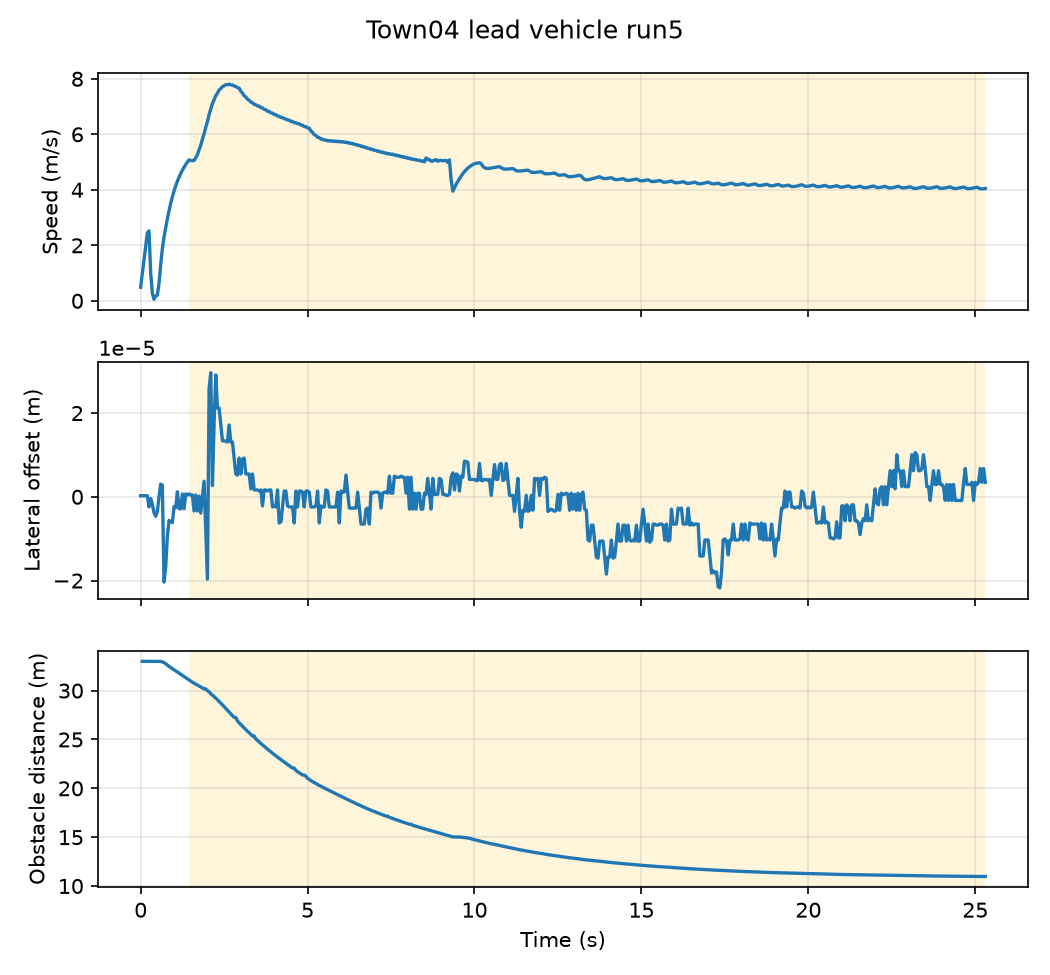 Town04 lead vehicle run5
8
6
4
2
0
Speed (m/s)
1e−5
2
0
−2
Lateral offset (m)
30
25
20
15
10
Obstacle distance (m)
0 5 10 15 20 25
Time (s)